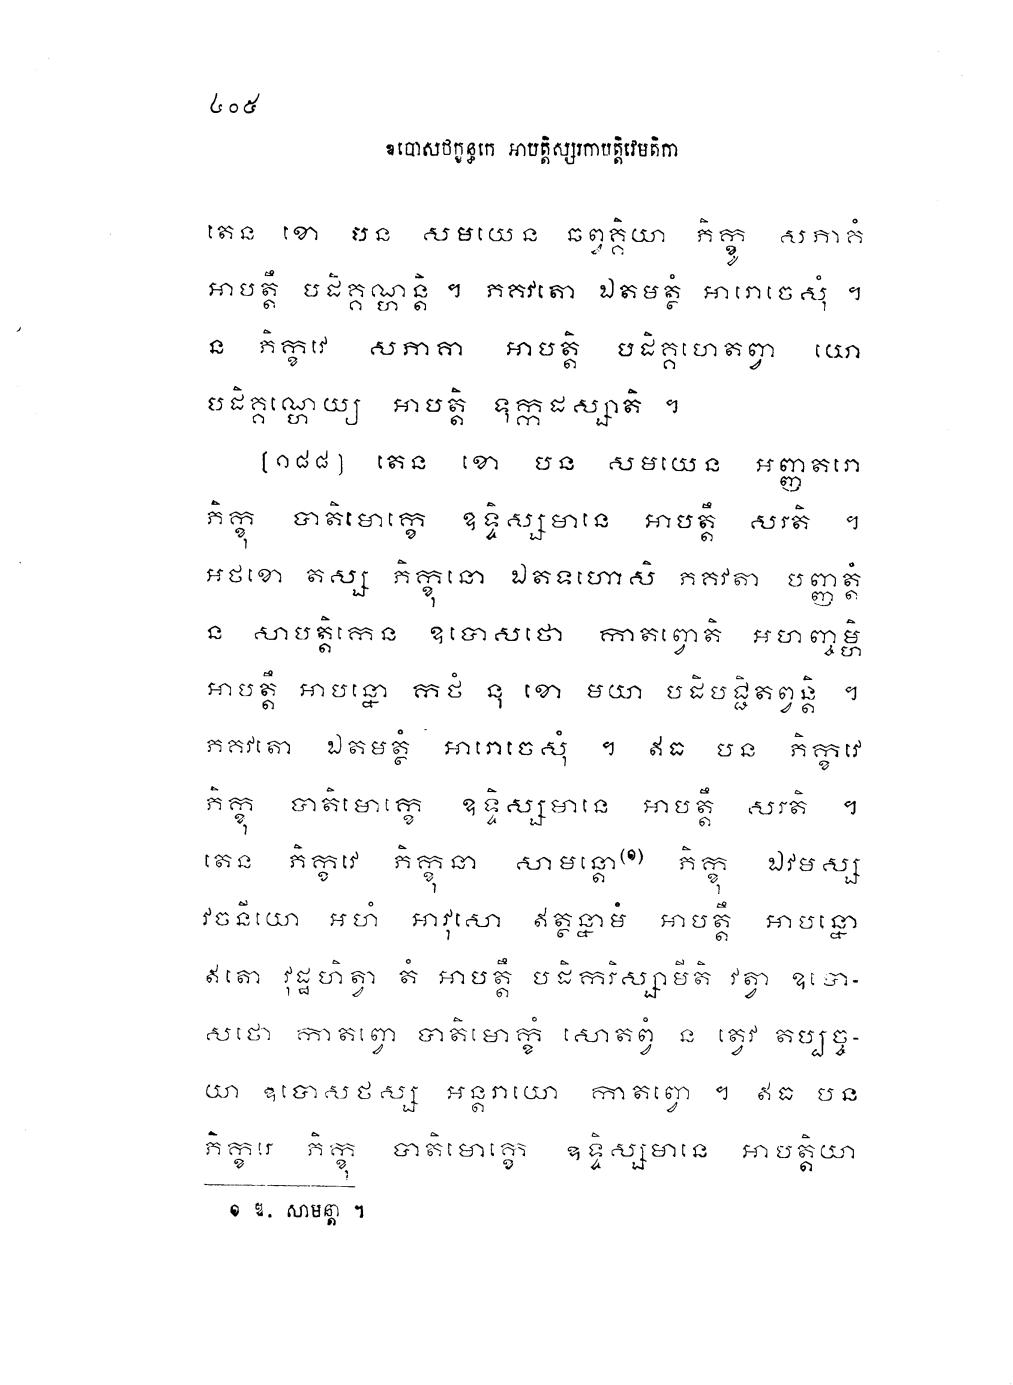 ៤០៥
ឧបោសថក្ខន្ធកេ អាបត្តិស្សរកាបត្តិវេមតិកា
តេន ខោ បន សមយេន ឆព្វគ្គិយា ភិក្ខូ សភាគំ
អាបត្តឹ បដិគ្គណ្ហន្តិ ។ ភគវតោ ឯតមត្ថំ អារោចេសុំ ។
ន ភិក្ខវេ សភាគា អាបត្តិ បដិគ្គហេតព្វា យោ
បដិគ្គណ្ហេយ្យ អាបត្តិ ទុក្កដស្សាតិ ។
[១៨៨] តេន ខោ បន សមយេន អញ្ញតរោ
ភិក្ខុ បាតិមោក្ខេ ឧទ្ទិស្សមានេ អាបត្តឹ សរតិ ។
អថខោ តស្ស ភិក្ខុនោ ឯតទហោសិ ភគវតា បញ្ញត្តំ
ន សាបត្តិកេន ឧបោសថោ កាតព្វោតិ អហញ្ចម្ហិ
អាបត្តឹ អាបន្នោ កថំ នុ ខោ មយា បដិបជ្ជិតព្វន្តិ ។
ភគវតោ ឯតមត្ថំ អារោចេសុំ ។ ឥធ បន ភិក្ខវេ
ភិក្ខុ បាតិមោក្ខេ ឧទ្ទិស្សមានេ អាបត្តឹ សរតិ ។
តេន ភិក្ខវេ ភិក្ខុនា សាមន្តោ(១) ភិក្ខុ ឯវមស្ស
វចនីយោ អហំ អាវុសោ ឥត្ថន្នាមំ អាបត្តឹ អាបន្នោ
ឥតោ វុដ្ឋហិត្វា តំ អាបត្តឹ បដិករិស្សាមីតិ វត្វា ឧបោ-
សថោ កាតព្វោ បាតិមោក្ខំ សោតព្វំ ន ត្វេវ តប្បច្ច-
យា ឧបោសថស្ស អន្តរាយោ កាតព្វោ ។ ឥធ បន
ភិក្ខវេ ភិក្ខុ បាតិមោក្ខេ ឧទ្ទិស្សមានេ អាបត្តិយា
១ ឱ. សាមន្តា ។